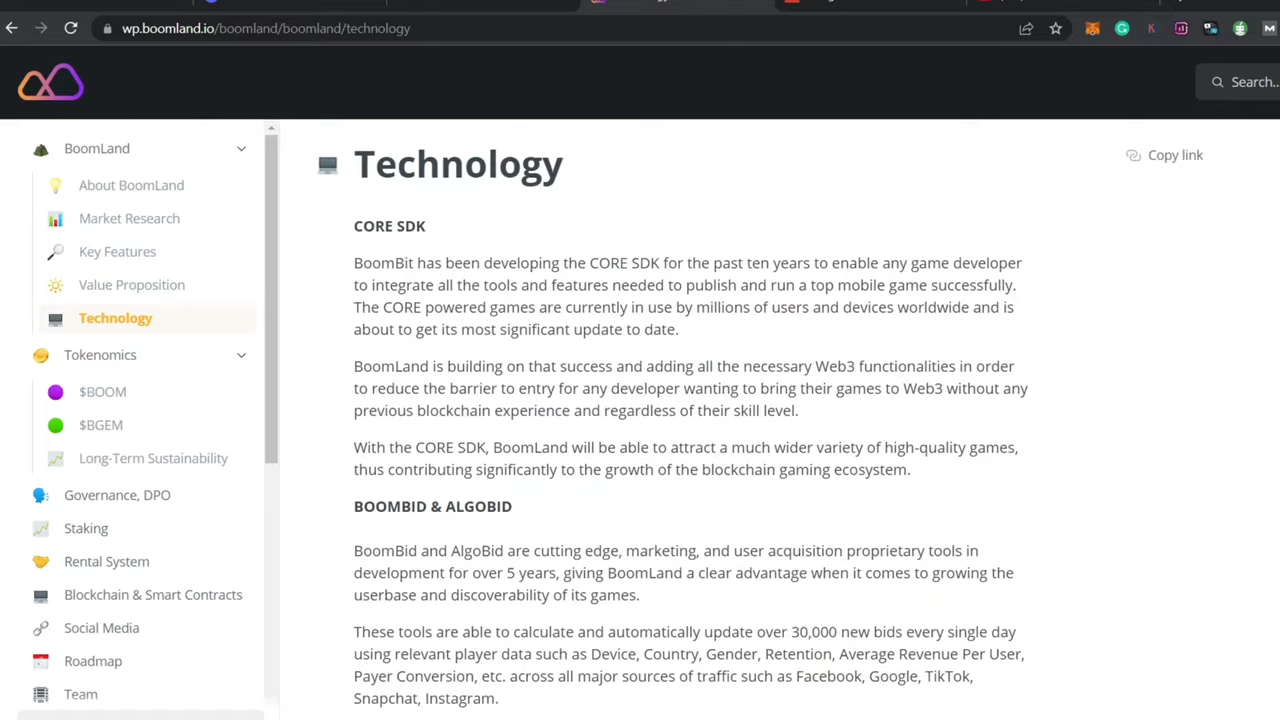 wp.boomland.io/boomland/boomland/technology
Search..
BoomLand
About BoomLand
Market Research
Key Features
Value Proposition
Technology
Tokenomics
$BOOM
$BGEM
Long-Term Sustainability
Governance, DPO
Staking
Rental System
Blockchain & Smart Contracts
Social Media
Roadmap
Team
Technology
Copy link
CORE SDK
BoomBit has been developing the CORE SDK for the past ten years to enable any game developer
to integrate all the tools and features needed to publish and run a top mobile game successfully.
The CORE powered games are currently in use by millions of users and devices worldwide and is
about to get its most significant update to date.
BoomLand is building on that success and adding all the necessary Web3 functionalities in order
to reduce the barrier to entry for any developer wanting to bring their games to Web3 without any
previous blockchain experience and regardless of their skill level.
With the CORE SDK, BoomLand will be able to attract a much wider variety of high-quality games,
thus contributing significantly to the growth of the blockchain gaming ecosystem.
BOOMBID & ALGOBID
BoomBid and AlgoBid are cutting edge, marketing, and user acquisition proprietary tools in
development for over 5 years, giving BoomLand a clear advantage when it comes to growing the
userbase and discoverability of its games.
These tools are able to calculate and automatically update over 30,000 new bids every single day
using relevant player data such as Device, Country, Gender, Retention, Average Revenue Per User,
Payer Conversion, etc. across all major sources of traffic such as Facebook, Google, TikTok,
Snapchat, Instagram.